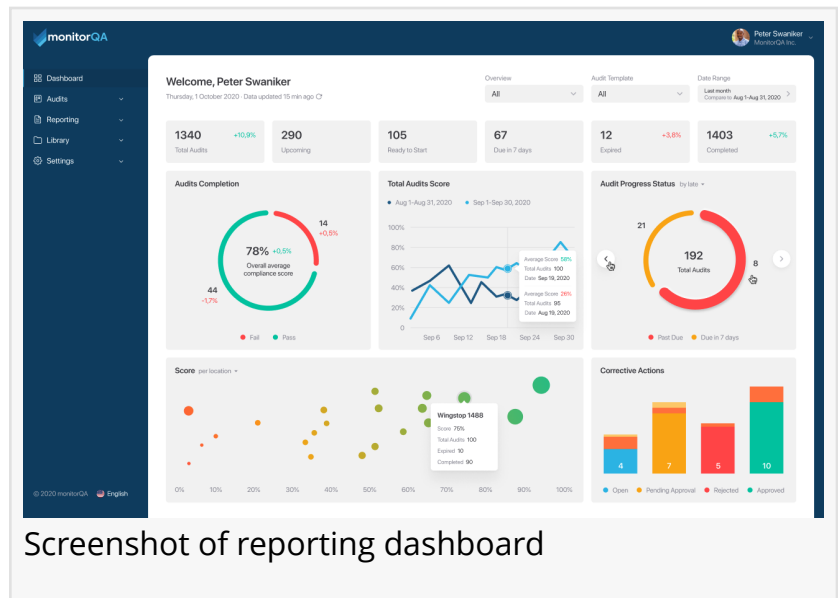 monitorQA
Peter Swaniker
MonitorQA Inc.
Dashboard
Audits
Reporting
Library
Settings
© 2020 monitorQA English
Welcome, Peter Swaniker
Thursday, 1 October 2020 · Data updated 15 min ago
Overview
All
Audit Template
All
Date Range
Last month
Compare to Aug 1-Aug 31, 2020
1340 +10,9%
Total Audits
290
Upcoming
105
Ready to Start
67
Due in 7 days
12 +3,8%
Expired
1403 +5,7%
Completed
Audits Completion
14
+0,5%
78% +0,5%
Overall average
compliance score
44
-1,7%
Fail Pass
Total Audits Score
Aug 1-Aug 31, 2020 Sep 1-Sep 30, 2020
100%
80%
60%
40%
20%
0
Sep 6 Sep 12 Sep 18 Sep 24 Sep 30
Average Score 58%
Total Audits 100
Date Sep 19, 2020
Average Score 26%
Total Audits 95
Date Aug 19, 2020
Audit Progress Status by late
21
192
Total Audits
8
Past Due Due in 7 days
Score per location
Wingstop 1488
Score 75%
Total Audits 100
Expired 10
Completed 90
0% 10% 20% 30% 40% 50% 60% 70% 80% 90% 100%
Corrective Actions
4 7 5 10
Open Pending Approval Rejected Approved
Screenshot of reporting dashboard